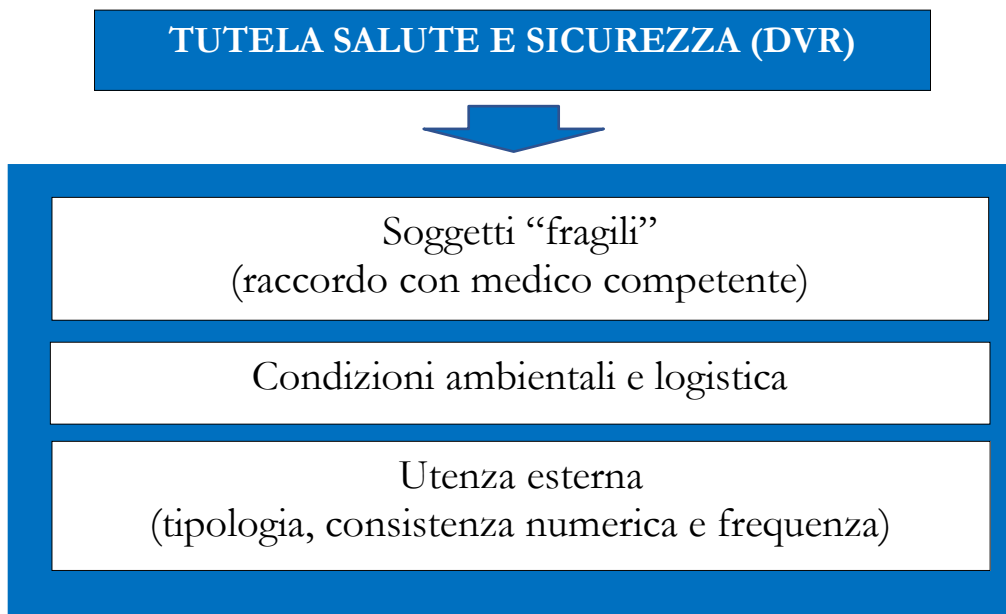 TUTELA SALUTE E SICUREZZA (DVR)
Soggetti “fragili”
(raccordo con medico competente)
Condizioni ambientali e logistica
Utenza esterna
(tipologia, consistenza numerica e frequenza)